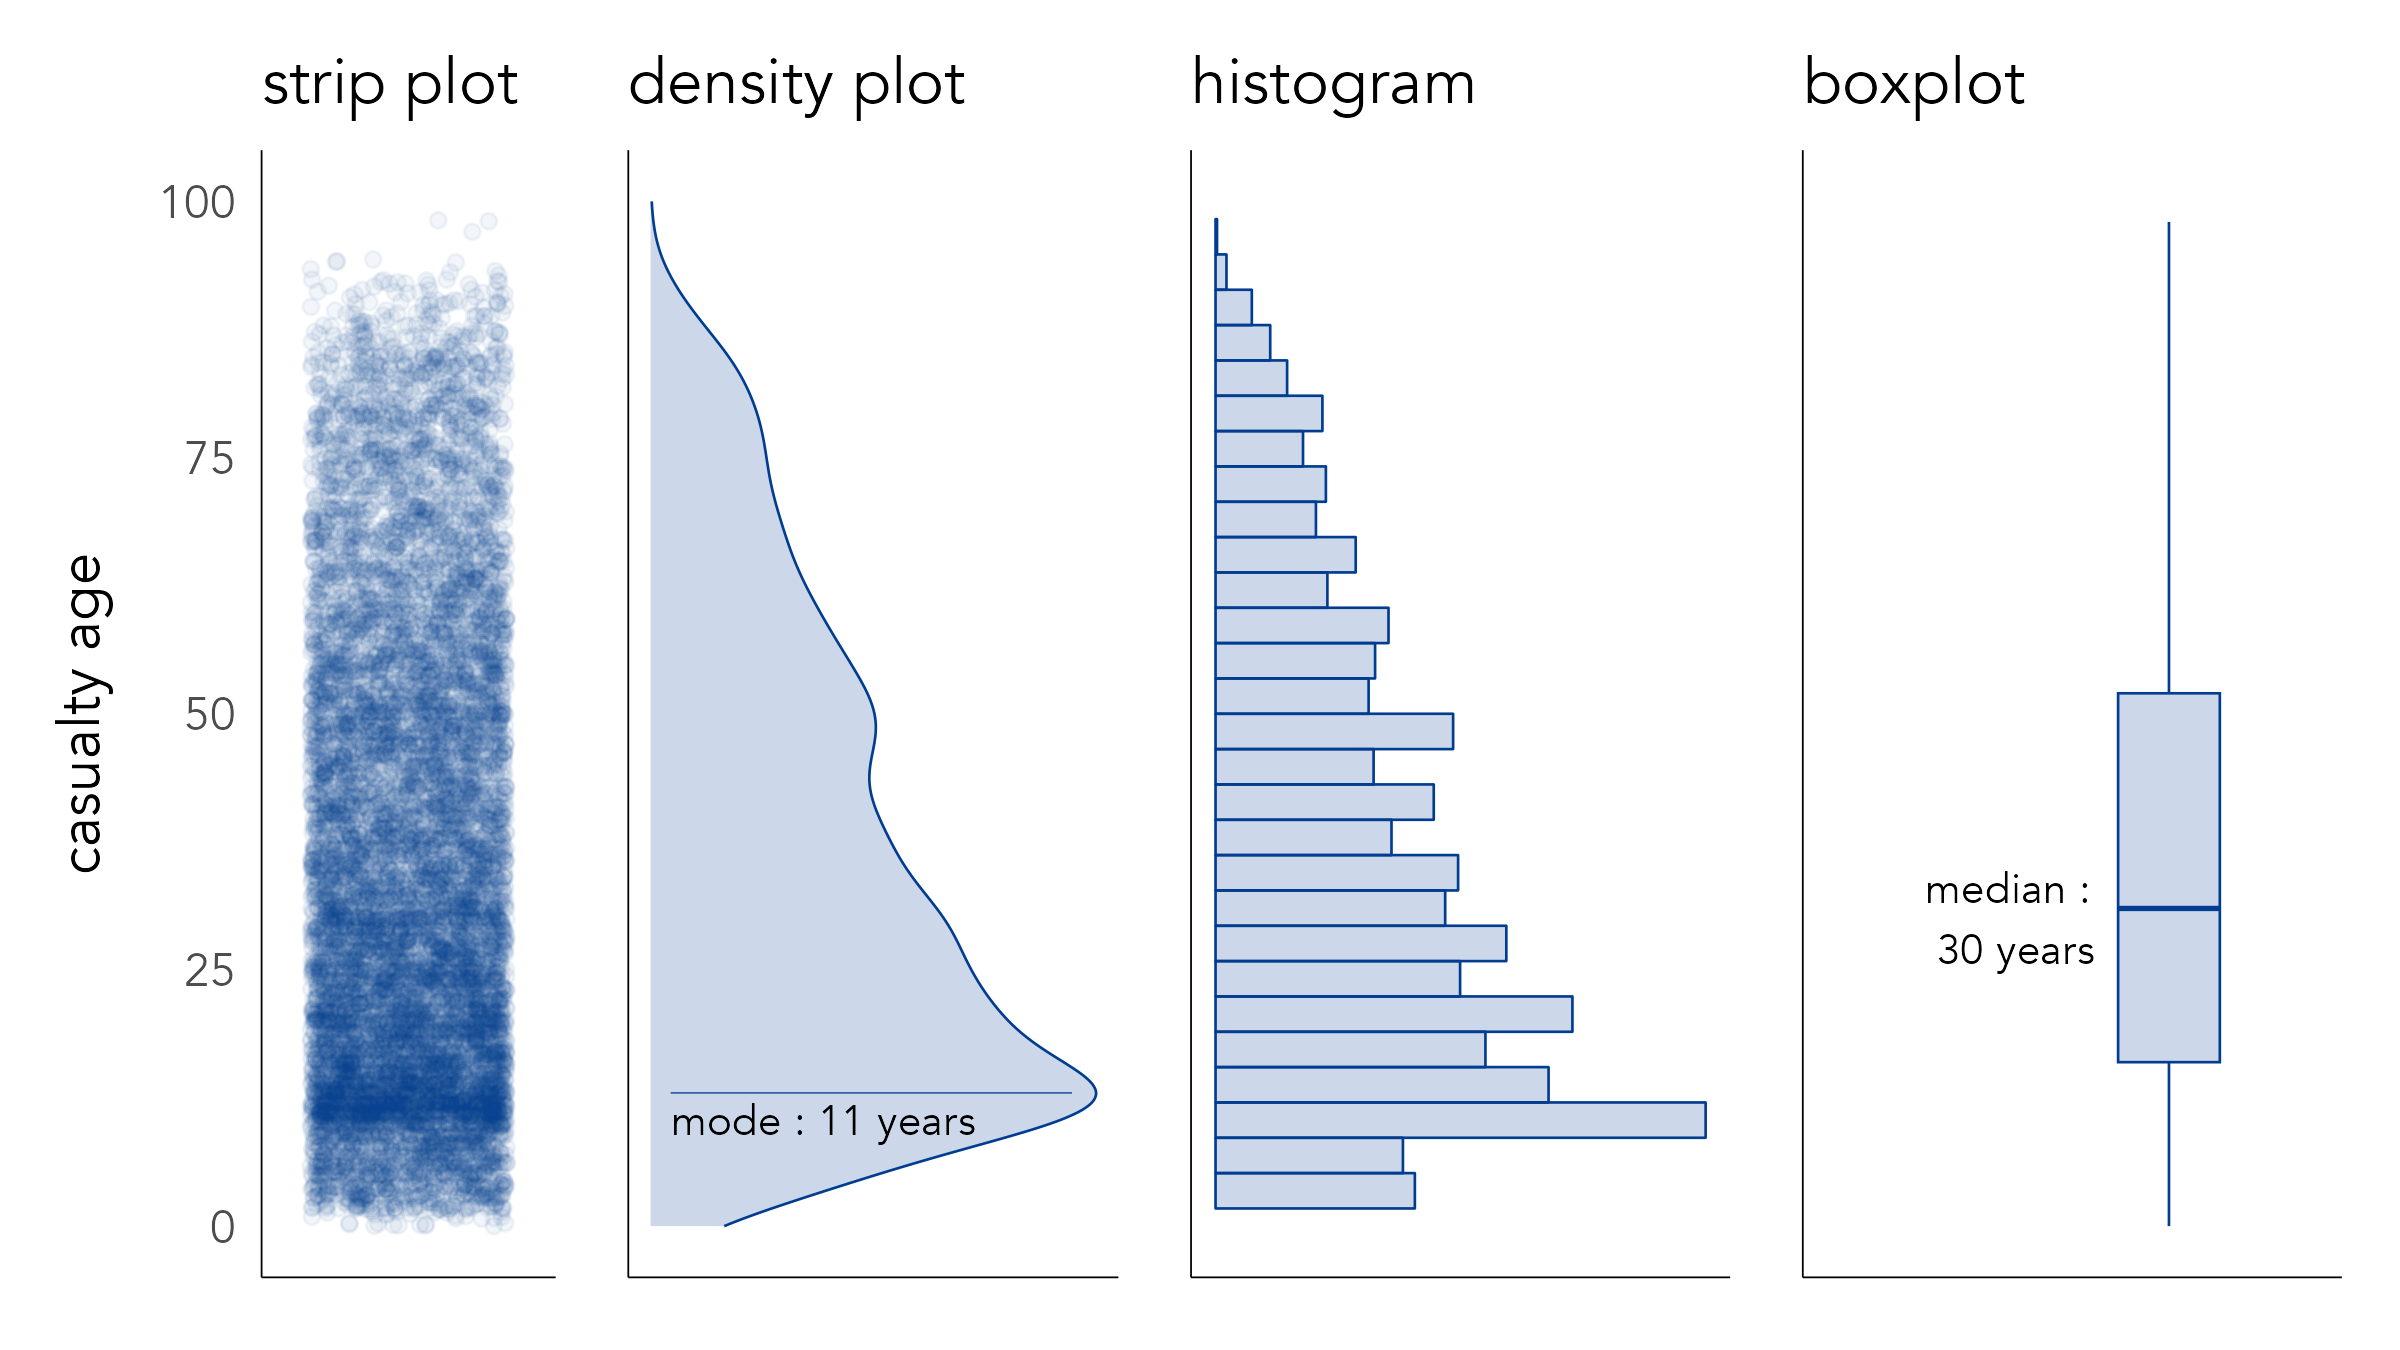 strip plot
density plot
histogram
boxplot
casualty age
100
75
50
25
0
mode : 11 years
median :
30 years